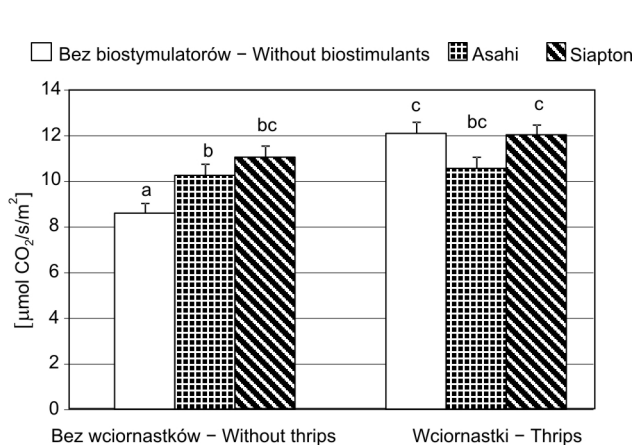 Bez biostymulatorów − Without biostimulants Asahi Siapton
14
12
10
8
6
4
2
0
[µmol CO₂/s/m²]
a b bc c bc c
Bez wciornastków − Without thrips Wciornastki − Thrips